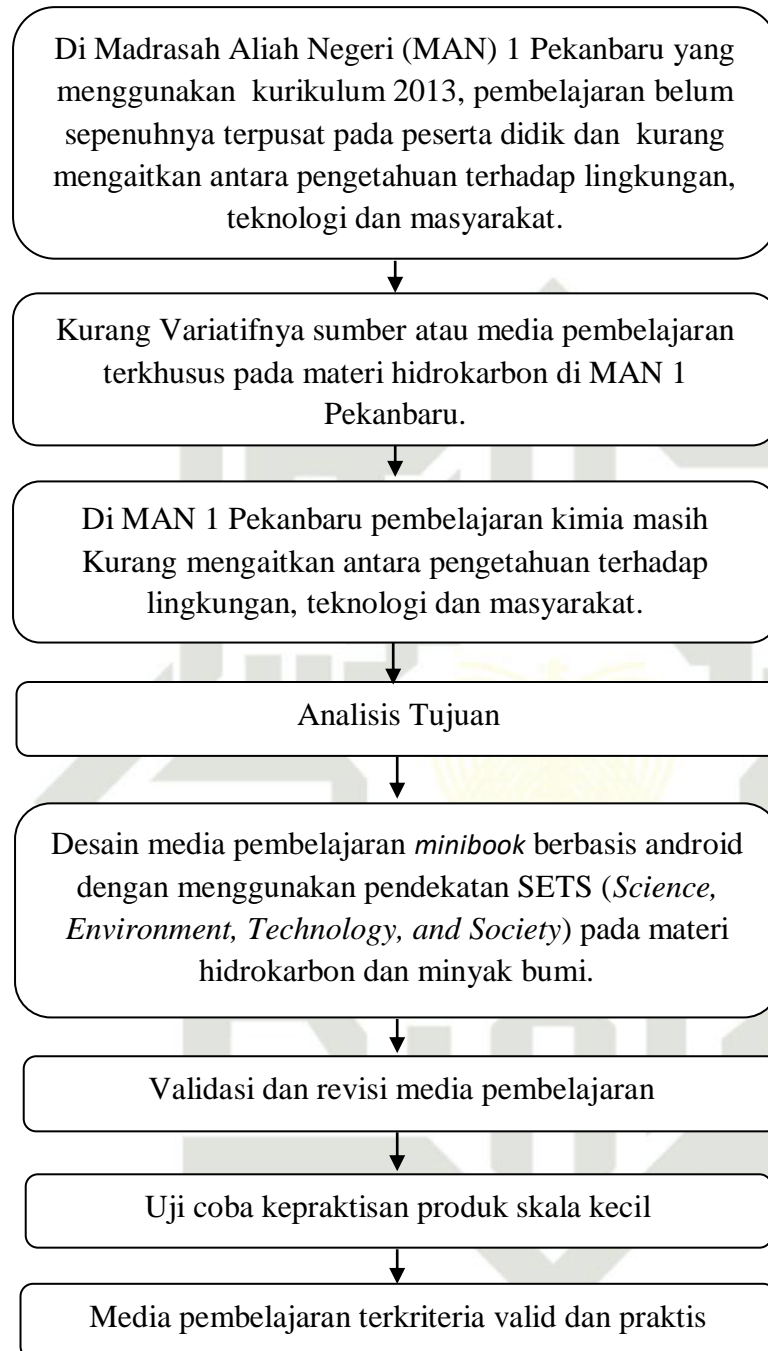 Di Madrasah Aliah Negeri (MAN) 1 Pekanbaru yang
menggunakan kurikulum 2013, pembelajaran belum
sepenuhnya terpusat pada peserta didik dan kurang
mengaitkan antara pengetahuan terhadap lingkungan,
teknologi dan masyarakat.
Kurang Variatifnya sumber atau media pembelajaran
terkhusus pada materi hidrokarbon di MAN 1
Pekanbaru.
Di MAN 1 Pekanbaru pembelajaran kimia masih
Kurang mengaitkan antara pengetahuan terhadap
lingkungan, teknologi dan masyarakat.
Analisis Tujuan
Desain media pembelajaran minibook berbasis android
dengan menggunakan pendekatan SETS (Science,
Environment, Technology, and Society) pada materi
hidrokarbon dan minyak bumi.
Validasi dan revisi media pembelajaran
Uji coba kepraktisan produk skala kecil
Media pembelajaran terkriteria valid dan praktis